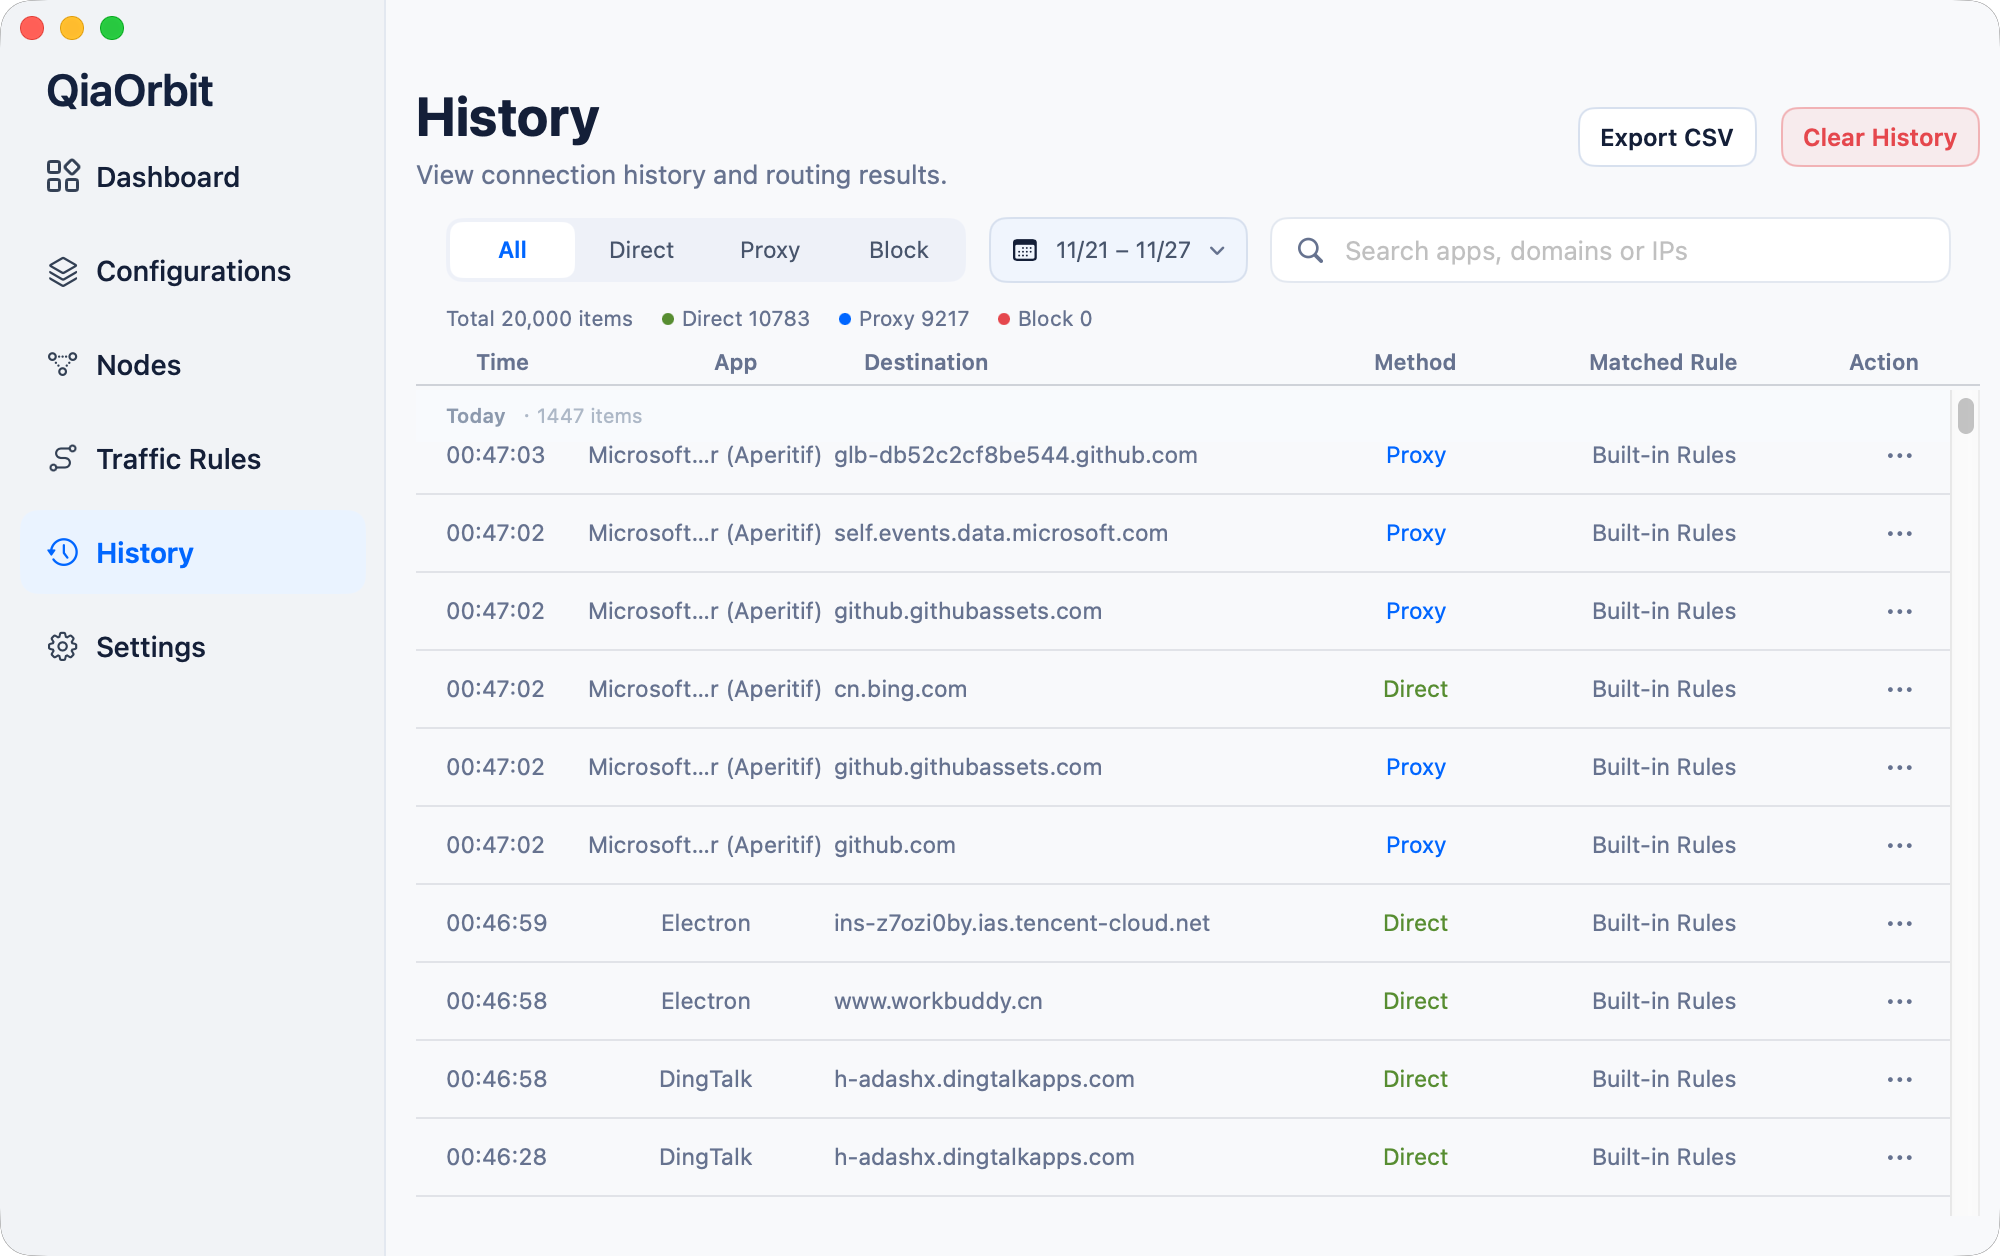 QiaOrbit
Dashboard
Configurations
Nodes
Traffic Rules
History
Settings
History
View connection history and routing results.
Export CSV
Clear History
All Direct Proxy Block
11/21 – 11/27
Search apps, domains or IPs
Total 20,000 items Direct 10783 Proxy 9217 Block 0
Time App Destination Method Matched Rule Action
Today · 1447 items
00:47:03 Microsoft...r (Aperitif) glb-db52c2cf8be544.github.com Proxy Built-in Rules ...
00:47:02 Microsoft...r (Aperitif) self.events.data.microsoft.com Proxy Built-in Rules ...
00:47:02 Microsoft...r (Aperitif) github.githubassets.com Proxy Built-in Rules ...
00:47:02 Microsoft...r (Aperitif) cn.bing.com Direct Built-in Rules ...
00:47:02 Microsoft...r (Aperitif) github.githubassets.com Proxy Built-in Rules ...
00:47:02 Microsoft...r (Aperitif) github.com Proxy Built-in Rules ...
00:46:59 Electron ins-z7ozi0by.ias.tencent-cloud.net Direct Built-in Rules ...
00:46:58 Electron www.workbuddy.cn Direct Built-in Rules ...
00:46:58 DingTalk h-adashx.dingtalkapps.com Direct Built-in Rules ...
00:46:28 DingTalk h-adashx.dingtalkapps.com Direct Built-in Rules ...